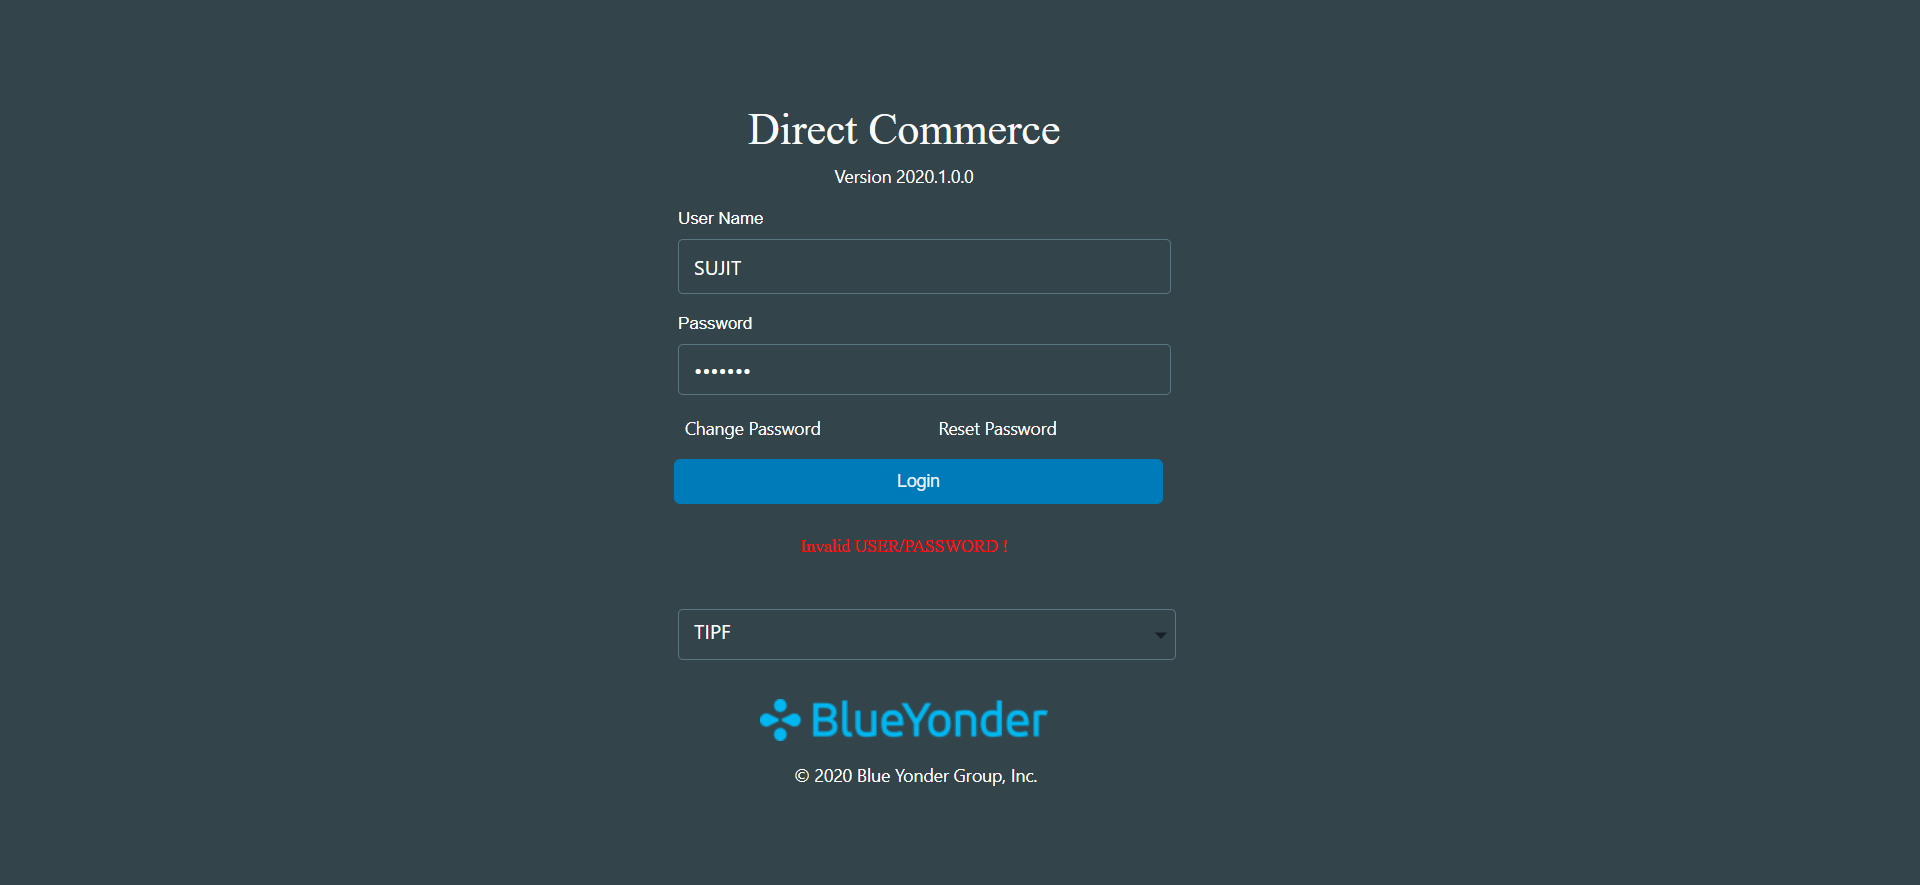 Direct Commerce
Version 2020.1.0.0
User Name
SUJIT
Password
•••••••
Change Password Reset Password
Login
Invalid USER/PASSWORD !
TIPF
BlueYonder
© 2020 Blue Yonder Group, Inc.